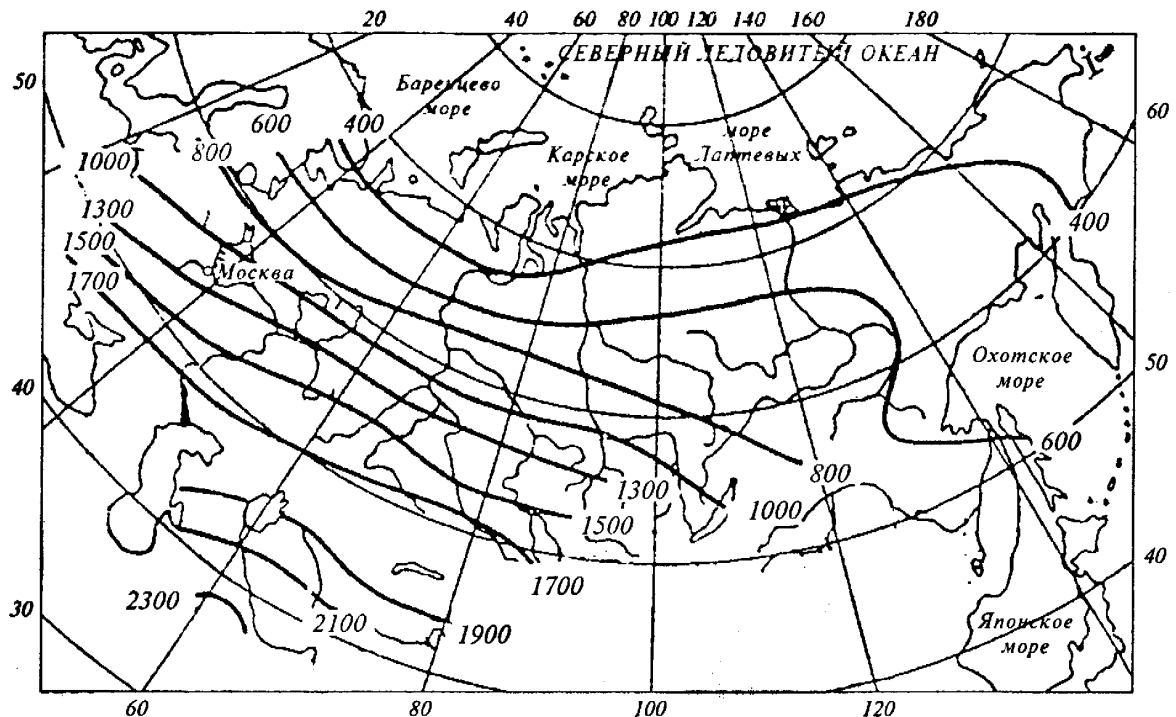 20 40 60 80 100 120 140 160 180
СЕВЕРНЫЙ ЛЕДОВИТЫЙ ОКЕАН
50
Баренцево
море
60
600 400
море
Лаптевых
1000 800
Карское
море
1300
400
1500
Москва
1700
Охотское
море
50
40
600
800
1300
1000
1500
40
1700
2300
30
2100
1900
Японское
море
60 80 100 120